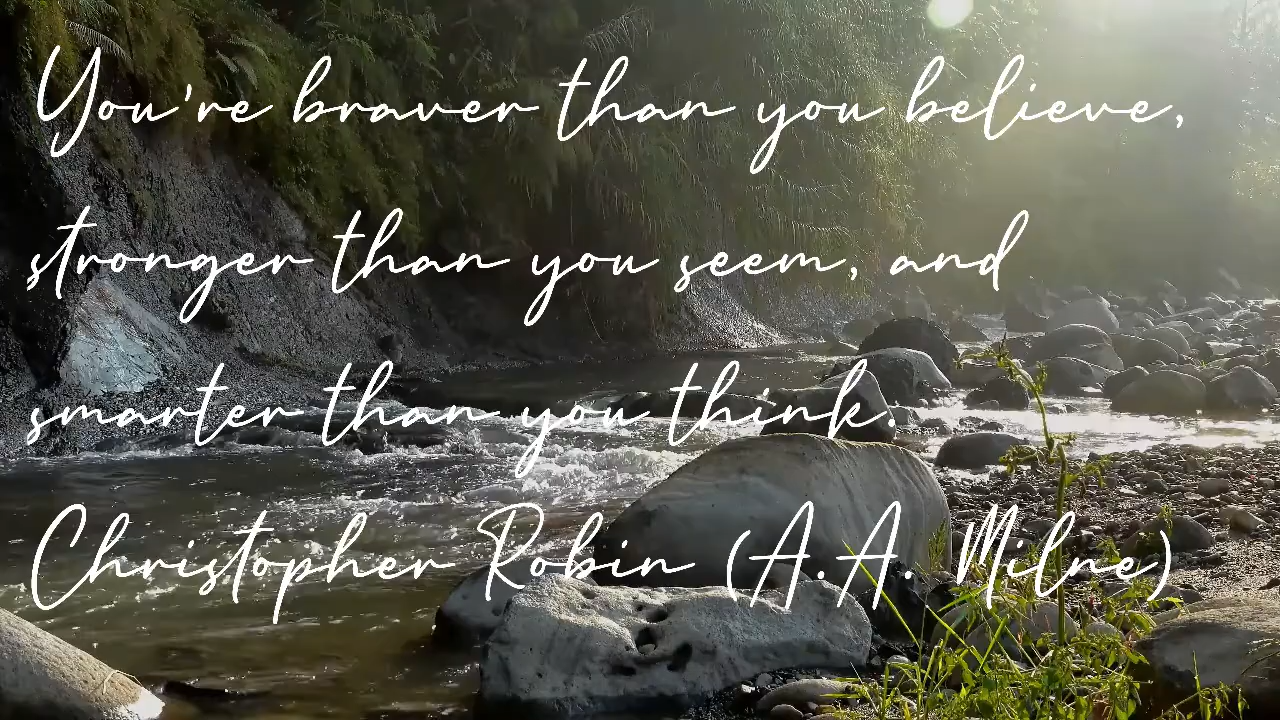 You're braver than you believe,
stronger than you seem, and
smarter than you think.
Christopher Robin (A.A. Milne)